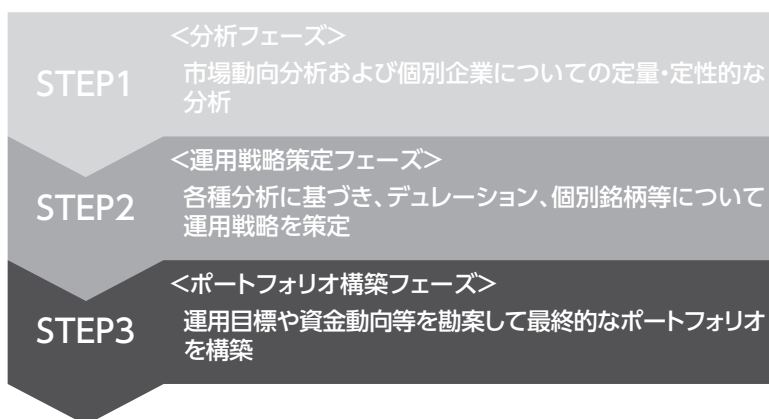 STEP1
<分析フェーズ>
市場動向分析および個別企業についての定量・定性的な
分析
STEP2
<運用戦略策定フェーズ>
各種分析に基づき、デュレーション、個別銘柄等について
運用戦略を策定
STEP3
<ポートフォリオ構築フェーズ>
運用目標や資金動向等を勘案して最終的なポートフォリオ
を構築